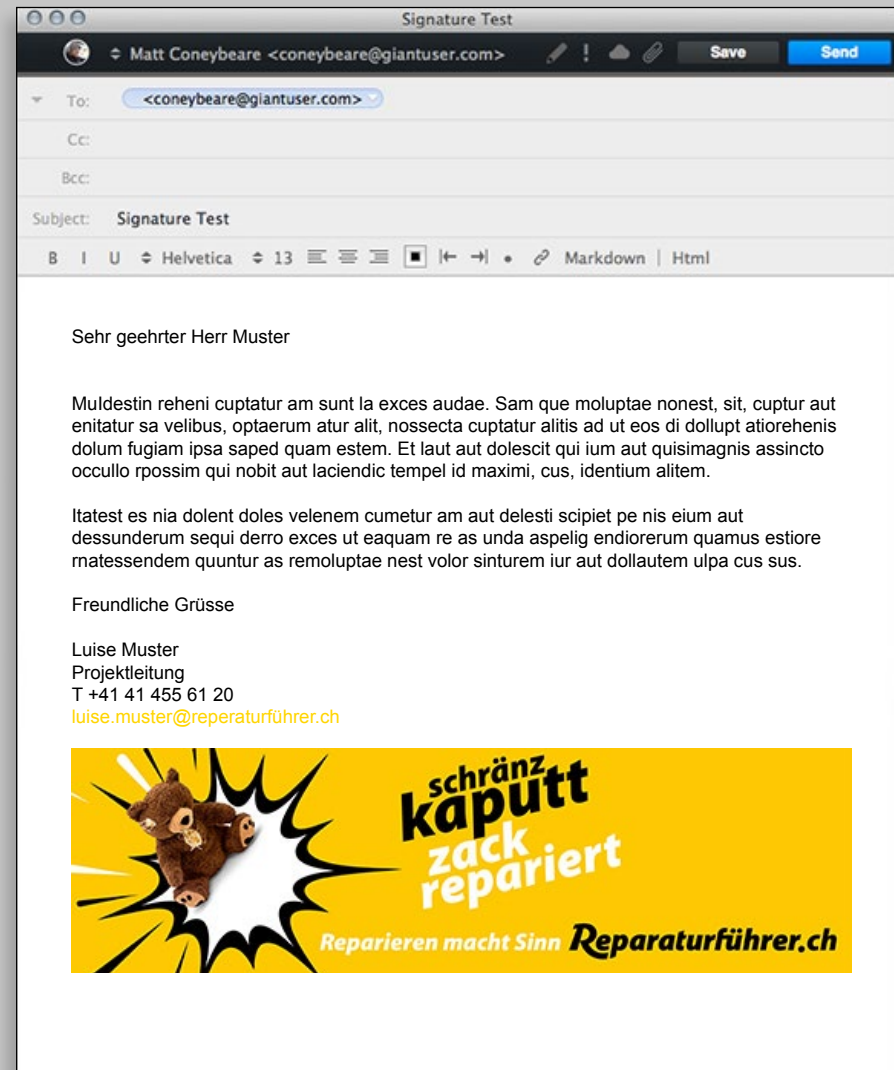 Signature Test
Matt Coneybeare <coneybeare@giantuser.com> ! Save Send
To: <coneybeare@giantuser.com>
Cc:
Bcc:
Subject: Signature Test
B I U Helvetica 13 Markdown | Html
Sehr geehrter Herr Muster
MuIdestin reheni cuptatur am sunt la exces audae. Sam que moluptae nonest, sit, cuptur aut
enitatur sa velibus, optaerum atur alit, nossecta cuptatur alitis ad ut eos di dollupt atiorehenis
dolum fugiam ipsa saped quam estem. Et laut aut dolescit qui ium aut quisimagnis assincto
occullo rpossim qui nobit aut laciendic tempel id maximi, cus, identium alitem.
Itatest es nia dolent doles velenem cumetur am aut delesti scipiet pe nis eium aut
dessunderum sequi derro exces ut eaquam re as unda aspelig endiorerum quamus estiore
rnatessendem quuntur as remoluptae nest volor sinturem iur aut dollautem ulpa cus sus.
Freundliche Grüsse
Luise Muster
Projektleitung
T +41 41 455 61 20
luise.muster@reperaturführer.ch
schränz
kaputt
zack
repariert
Reparieren macht Sinn Reparaturführer.ch